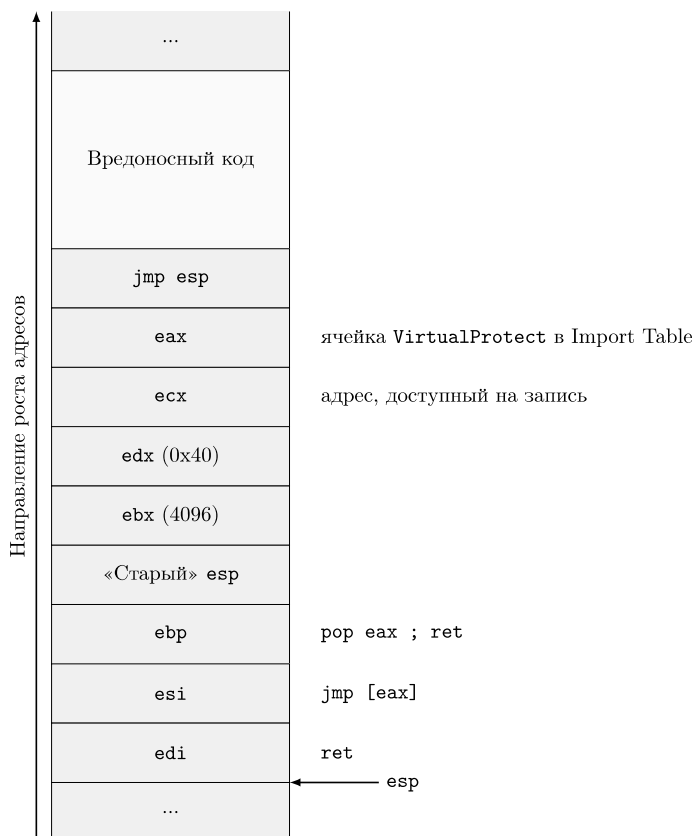 ...
Вредоносный код
jmp esp
eax
ячейка VirtualProtect в Import Table
ecx
адрес, доступный на запись
edx (0x40)
ebx (4096)
«Старый» esp
ebp
pop eax ; ret
esi
jmp [eax]
edi
ret
esp
...
Направление роста адресов